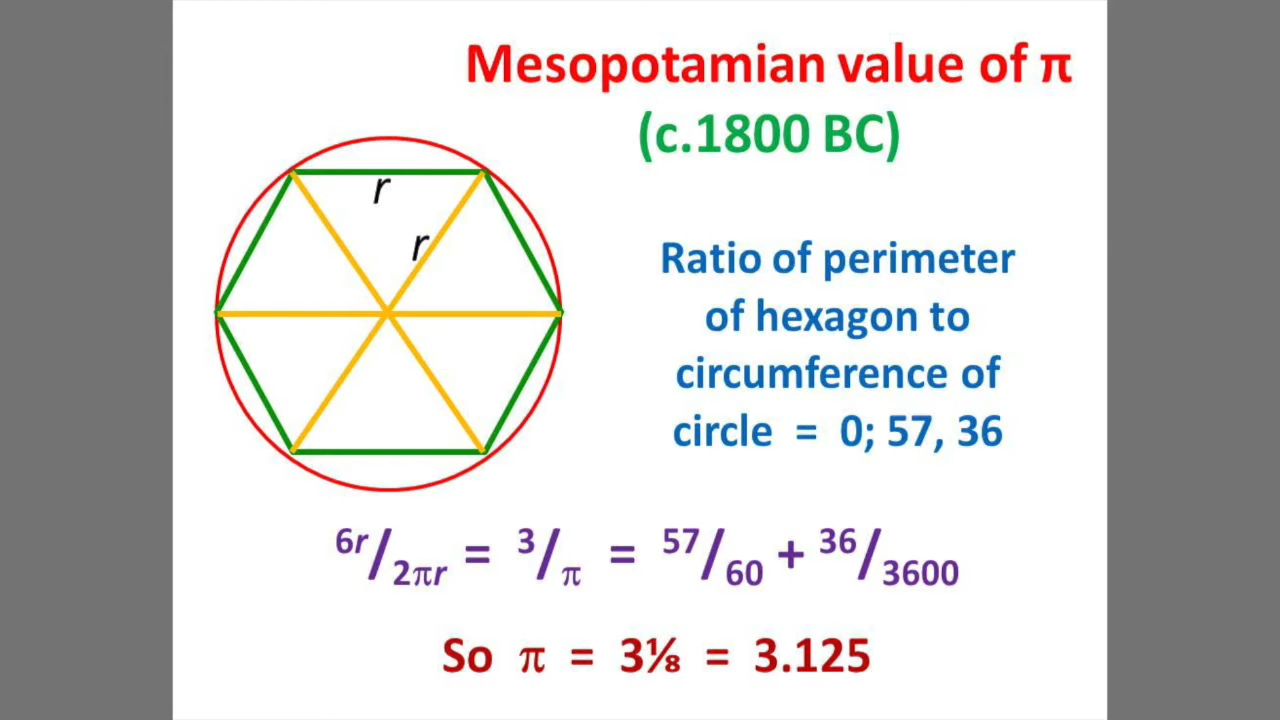 Mesopotamian value of π
(c.1800 BC)
r
r
Ratio of perimeter
of hexagon to
circumference of
circle = 0; 57, 36
6r/2πr = 3/π = 57/60 + 36/3600
So π = 3⅛ = 3.125